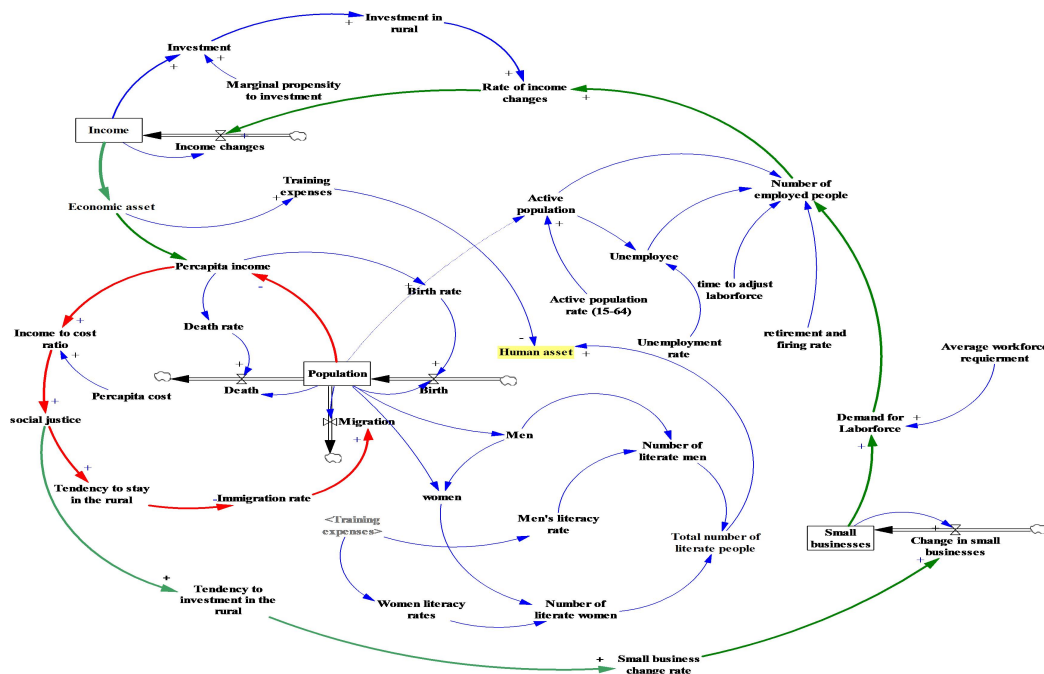 Investment in
rural
Investment
Marginal propensity
to investment
Rate of income
changes
Income
Income changes
Training
expenses
Economic asset
Active
population
Number of
employed people
Percapita income
Unemployee
Birth rate
time to adjust
laborforce
Active population
rate (15-64)
Death rate
Income to cost
ratio
retirement and
firing rate
Unemployment
rate
Human asset
Average workforce
requierment
Population
Death
Birth
Percapita cost
social justice
Migration
Demand for
Laborforce
Men
Number of
literate men
Tendency to stay
in the rural
Immigration rate
women
<Training
expenses>
Men's literacy
rate
Total number of
literate people
Small
businesses
Change in small
businesses
Tendency to
investment in the
rural
Women literacy
rates
Number of
literate women
Small business
change rate